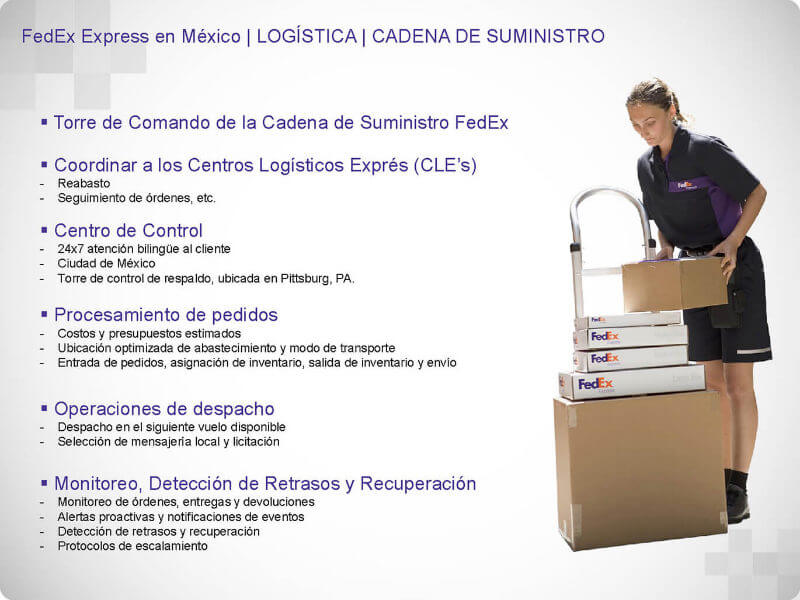 FedEx Express en México | LOGÍSTICA | CADENA DE SUMINISTRO
▪ Torre de Comando de la Cadena de Suministro FedEx
▪ Coordinar a los Centros Logísticos Exprés (CLE's)
- Reabasto
- Seguimiento de órdenes, etc.
▪ Centro de Control
- 24x7 atención bilingüe al cliente
- Ciudad de México
- Torre de control de respaldo, ubicada en Pittsburg, PA.
▪ Procesamiento de pedidos
- Costos y presupuestos estimados
- Ubicación optimizada de abastecimiento y modo de transporte
- Entrada de pedidos, asignación de inventario, salida de inventario y envío
▪ Operaciones de despacho
- Despacho en el siguiente vuelo disponible
- Selección de mensajería local y licitación
▪ Monitoreo, Detección de Retrasos y Recuperación
- Monitoreo de órdenes, entregas y devoluciones
- Alertas proactivas y notificaciones de eventos
- Detección de retrasos y recuperación
- Protocolos de escalamiento
FedEx
FedEx
FedEx
FedEx
FedEx